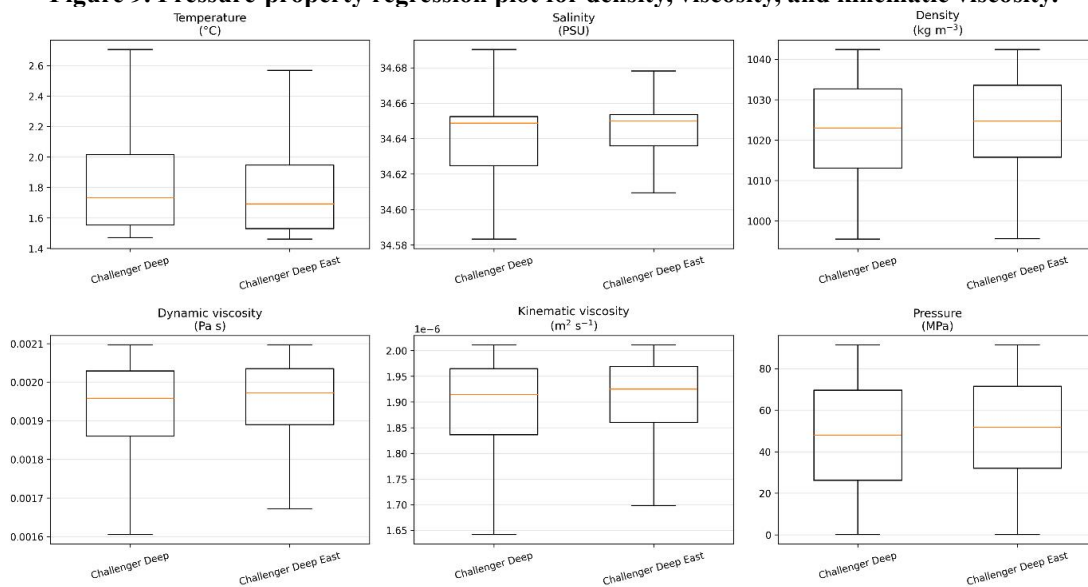 Figure 9. Pressure-property regression plot for density, viscosity, and kinematic viscosity.
Temperature
(°C)
2.6
2.4
2.2
2.0
1.8
1.6
1.4
Challenger Deep
Challenger Deep East
Salinity
(PSU)
34.68
34.66
34.64
34.62
34.60
34.58
Challenger Deep
Challenger Deep East
Density
(kg m⁻³)
1040
1030
1020
1010
1000
Challenger Deep
Challenger Deep East
Dynamic viscosity
(Pa s)
0.0021
0.0020
0.0019
0.0018
0.0017
0.0016
Challenger Deep
Challenger Deep East
Kinematic viscosity
(m² s⁻¹)
1e−6
2.00
1.95
1.90
1.85
1.80
1.75
1.70
1.65
Challenger Deep
Challenger Deep East
Pressure
(MPa)
80
60
40
20
0
Challenger Deep
Challenger Deep East